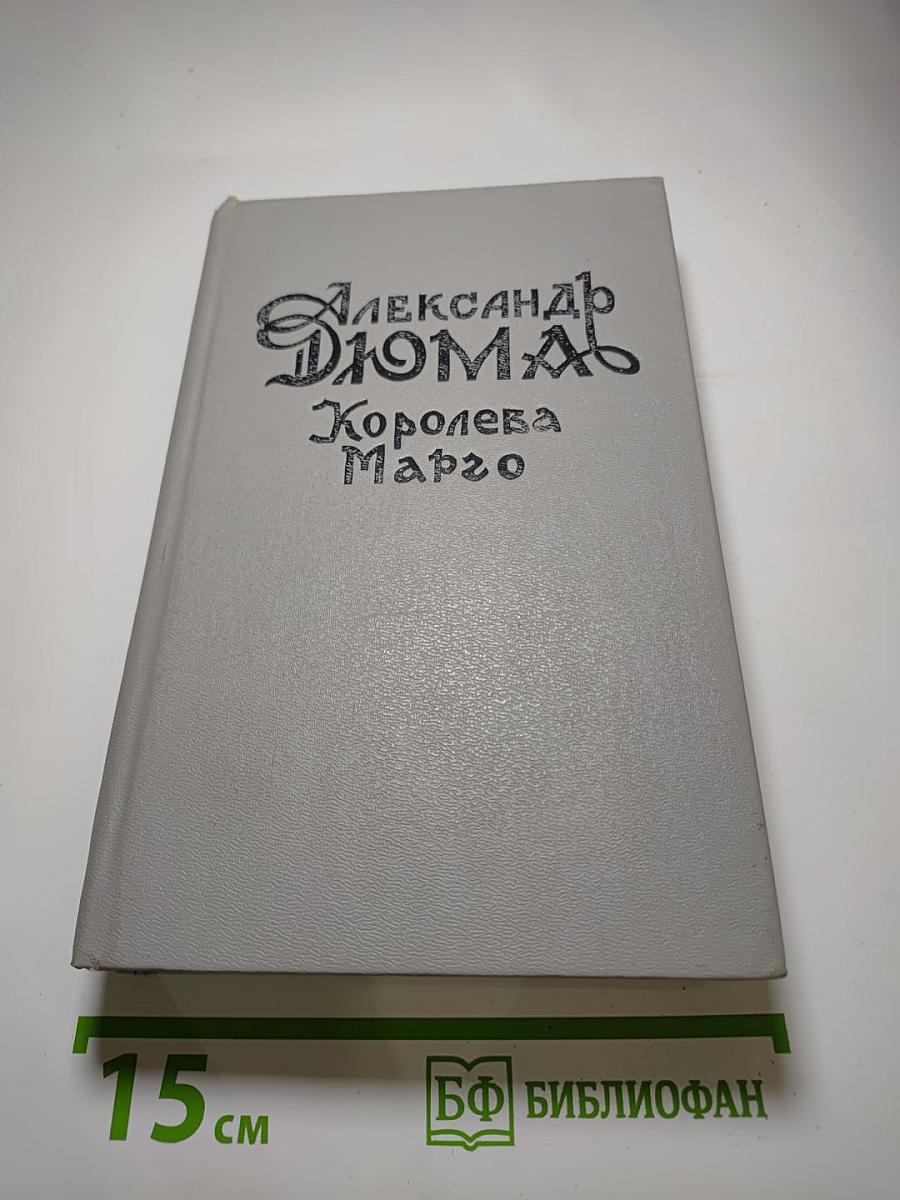 Александр
Дюма
Королева
Марго
15 см
БФ БИБЛИОФАН